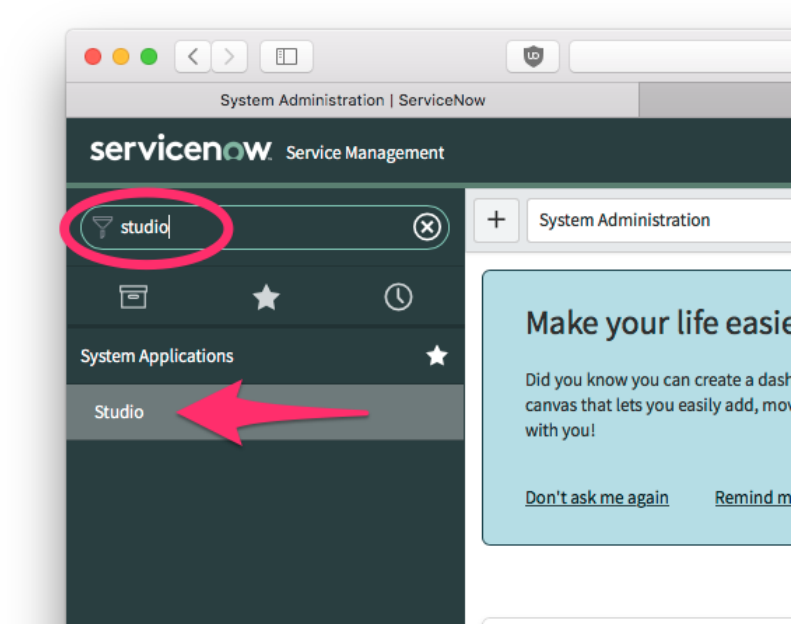 System Administration | ServiceNow
servicenow Service Management
studio
System Administration
Make your life easie
Did you know you can create a dash
canvas that lets you easily add, mov
with you!
Don't ask me again
Remind m
System Applications
Studio